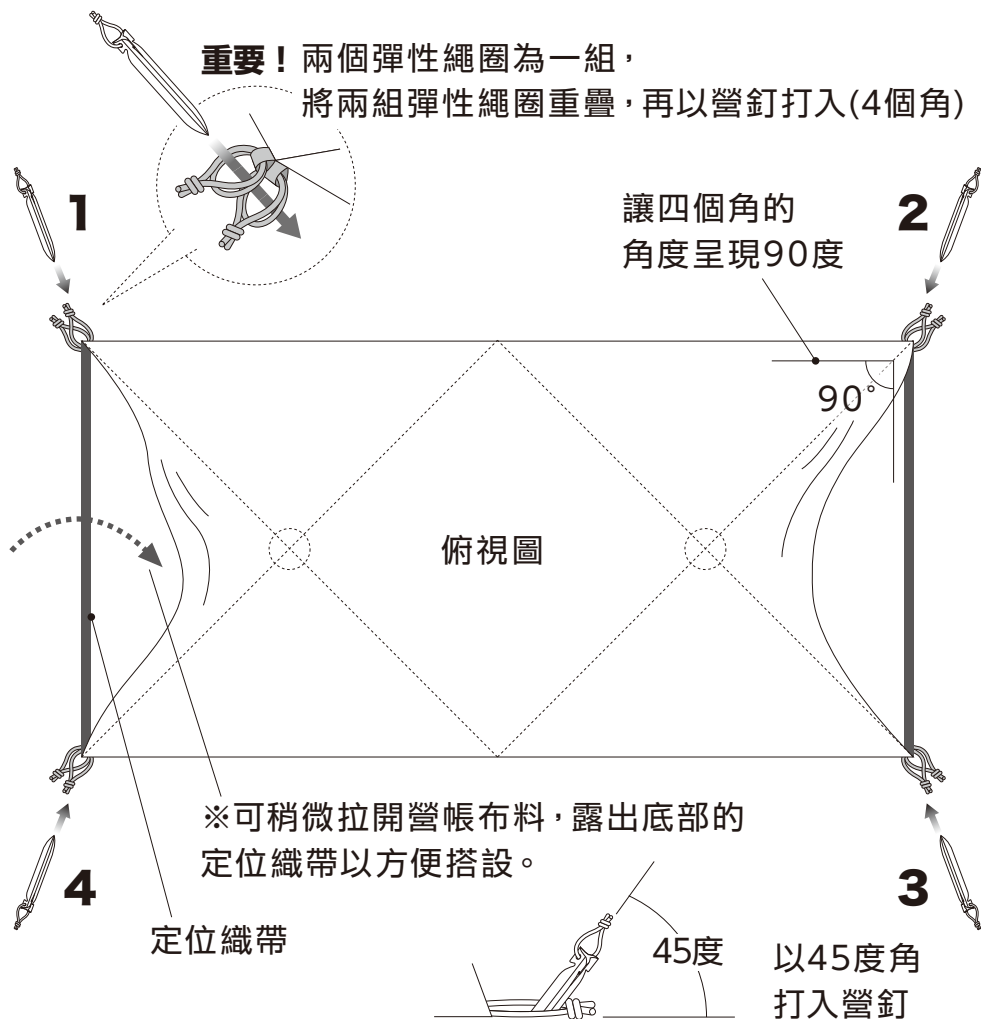 重要！兩個彈性繩圈為一組，
將兩組彈性繩圈重疊，再以營釘打入(4個角)
1
2
讓四個角的
角度呈現90度
90°
俯視圖
※可稍微拉開營帳布料，露出底部的
定位織帶以方便搭設。
4
3
定位織帶
45度
以45度角
打入營釘